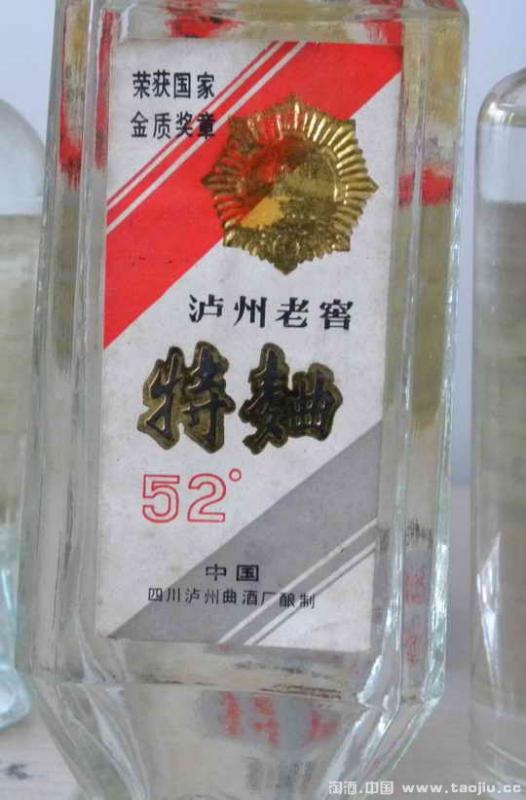 荣获国家
金质奖章
泸州老窖
特麯
52°
中国
四川泸州曲酒厂酿制
淘酒.中国 www.taojiu.cc